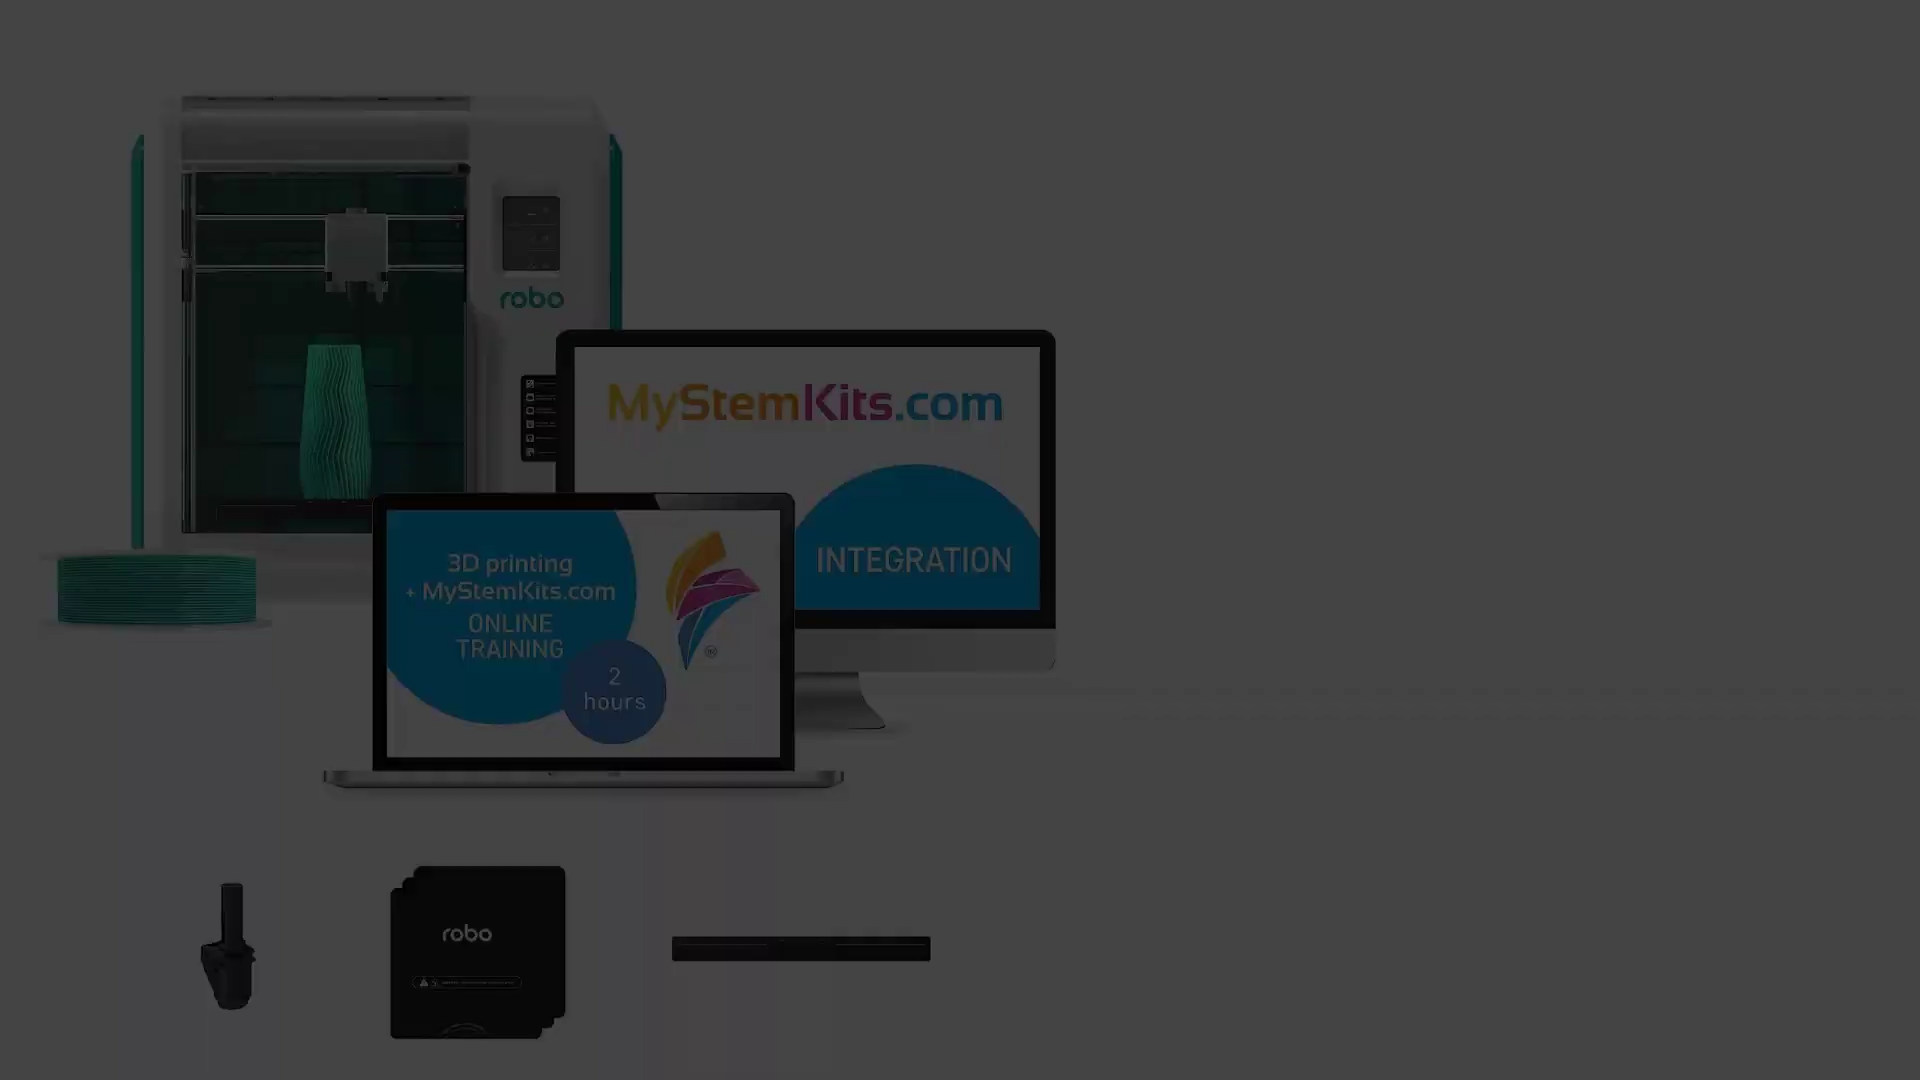 robo
MyStemKits.com
INTEGRATION
3D printing
+ MyStemKits.com
ONLINE
TRAINING
2
hours
®
robo